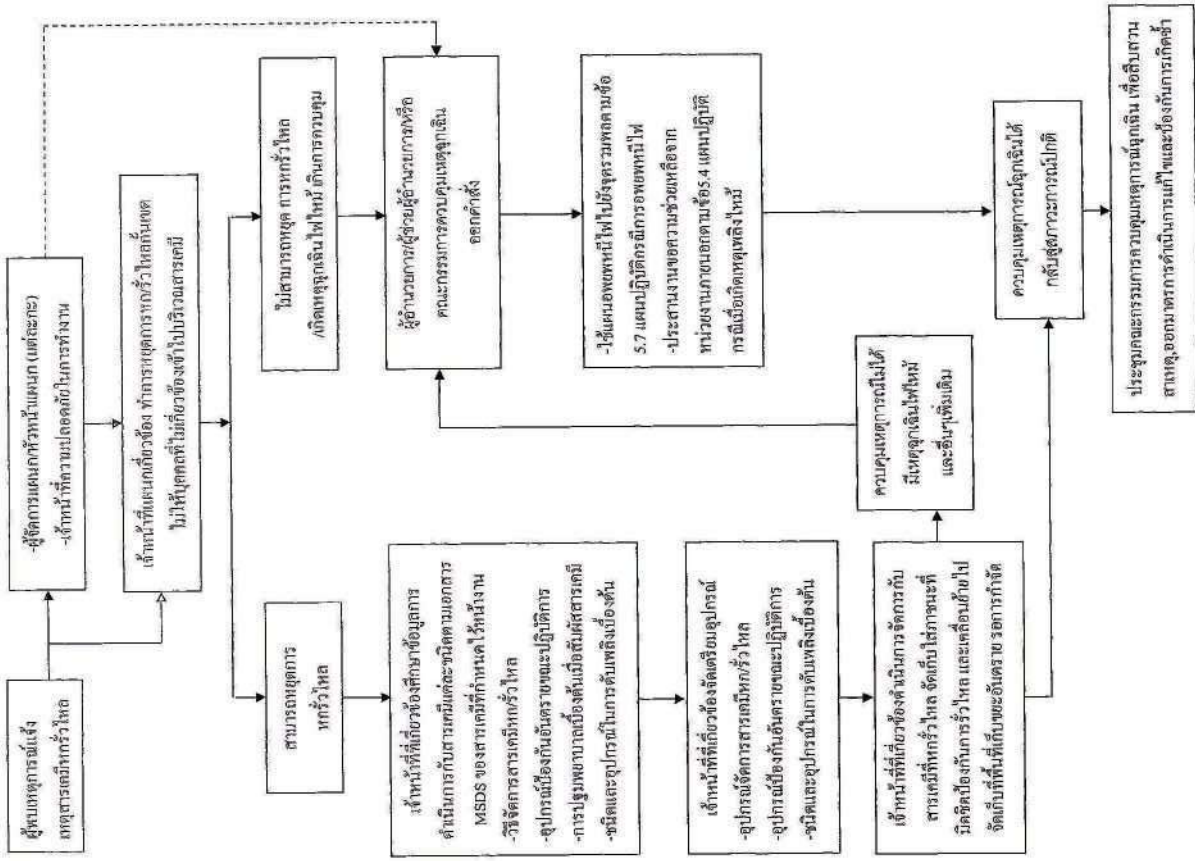 ผู้พบเหตุการณ์แจ้ง
เหตุสารเคมีหกรั่วไหล
-ผู้จัดการแผนก/หัวหน้าแผนก (แต่ละกะ)
-เจ้าหน้าที่ความปลอดภัยในการทำงาน
เจ้าหน้าที่แผนกเกี่ยวข้อง ทำการหยุดการหก/รั่วไหลกั้นเขต
ไม่ให้บุคคลที่ไม่เกี่ยวข้องเข้าไปบริเวณสารเคมี
สามารถหยุดการ
หกรั่วไหล
ไม่สามารถหยุด การหกรั่วไหล
/เกิดเหตุฉุกเฉินไฟไหม้ เกินการควบคุม
เจ้าหน้าที่ที่เกี่ยวข้องศึกษาข้อมูลการ
ดำเนินการกับสารเคมีแต่ละชนิดตามเอกสาร
MSDS ของสารเคมีที่กำหนดไว้หน้างาน
-วิธีจัดการสารเคมีหก/รั่วไหล
-อุปกรณ์ป้องกันอันตรายขณะปฏิบัติการ
-การปฐมพยาบาลเบื้องต้นเมื่อสัมผัสสารเคมี
-ชนิดและอุปกรณ์ในการดับเพลิงเบื้องต้น
ผู้อำนวยการ/ผู้ช่วยผู้อำนวยการ/หรือ
คณะกรรมการควบคุมเหตุฉุกเฉิน
ออกคำสั่ง
เจ้าหน้าที่ที่เกี่ยวข้องจัดเตรียมอุปกรณ์
-อุปกรณ์จัดการสารเคมีหก/รั่วไหล
-อุปกรณ์ป้องกันอันตรายขณะปฏิบัติการ
-ชนิดและอุปกรณ์ในการดับเพลิงเบื้องต้น
-ใช้แผนอพยพหนีไฟไปยังจุดรวมพลตามข้อ
5.7 แผนปฏิบัติกรณีการอพยพหนีไฟ
-ประสานงานขอความช่วยเหลือจาก
หน่วยงานภายนอกตามข้อ5.4 แผนปฏิบัติ
กรณีเมื่อเกิดเหตุเพลิงไหม้
เจ้าหน้าที่ที่เกี่ยวข้องดำเนินการจัดการกับ
สารเคมีที่หกรั่วไหล จัดเก็บใส่ภาชนะที่
มิดชิดป้องกันการรั่วไหล และเคลื่อนย้ายไป
จัดเก็บที่พื้นที่เก็บขยะอันตราย รอการกำจัด
ควบคุมเหตุการณ์ไม่ได้
มีเหตุฉุกเฉินไฟไหม้
และอื่นๆเพิ่มเติม
ควบคุมเหตุการณ์ฉุกเฉินได้
กลับสู่สภาวะการณ์ปกติ
ประชุมคณะกรรมการควบคุมเหตุการณ์ฉุกเฉิน เพื่อสืบสวน
สาเหตุ,ออกมาตรการดำเนินการแก้ไขและป้องกันการเกิดซ้ำ